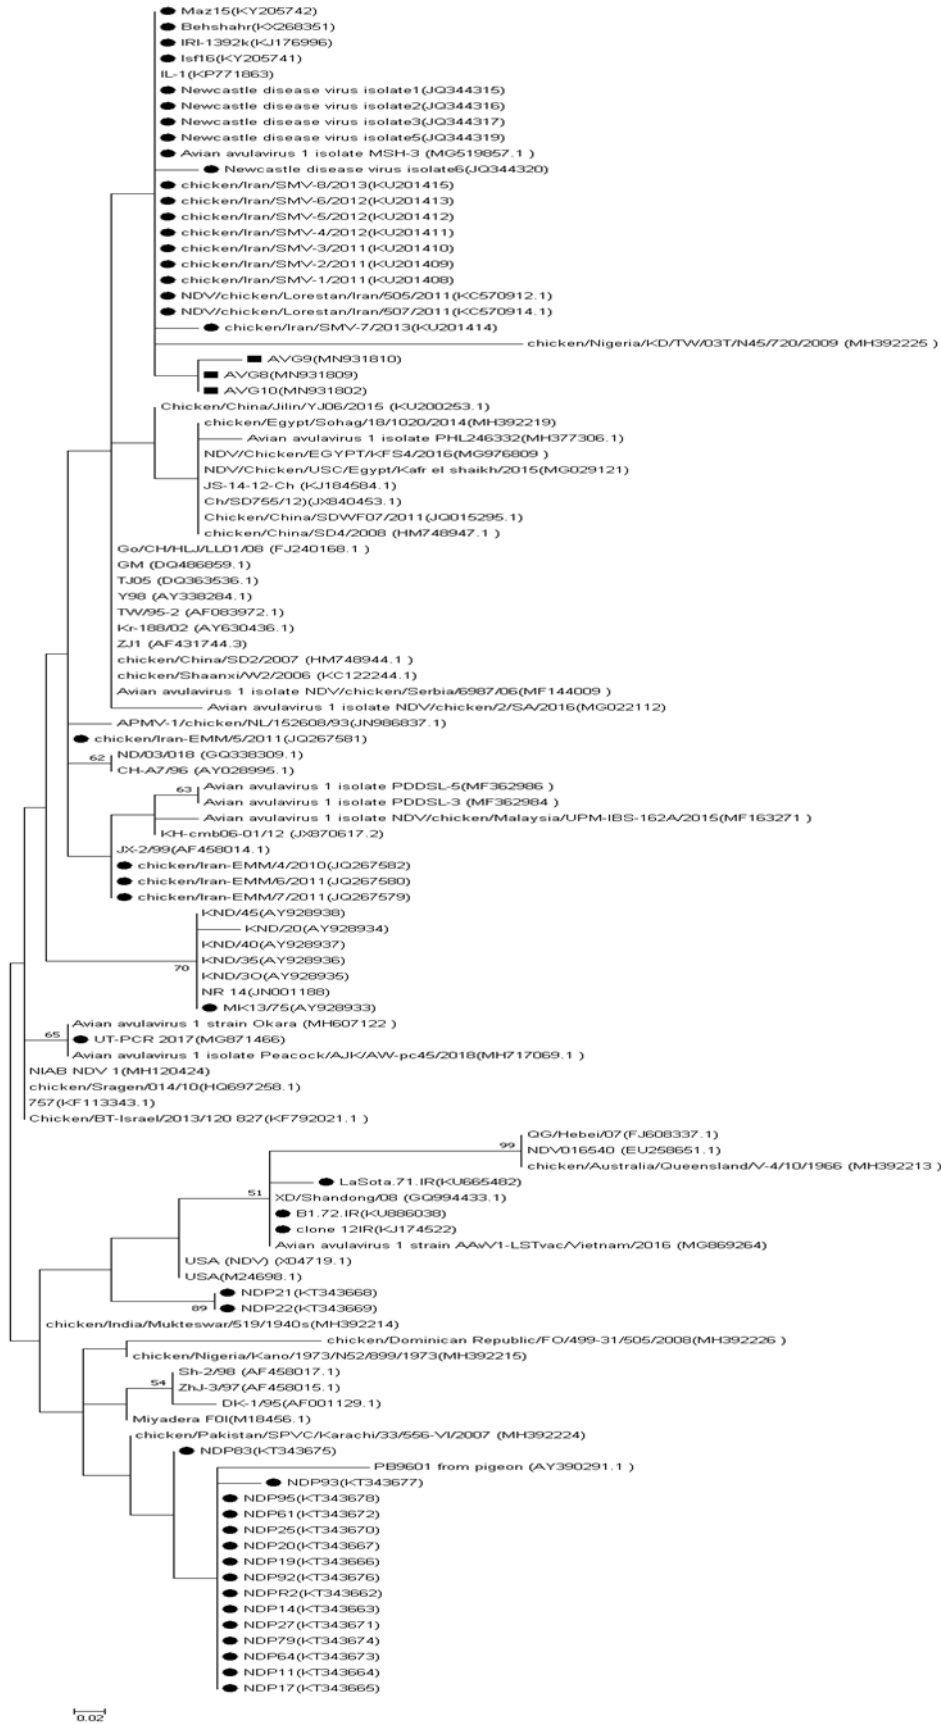 Maz15(KY205742)
Behshahr(KX268351)
IRI-1392k(KJ176996)
Isf16(KY205741)
IL-1(KP771863)
Newcastle disease virus isolate1(JQ344315)
Newcastle disease virus isolate2(JQ344316)
Newcastle disease virus isolate3(JQ344317)
Newcastle disease virus isolate5(JQ344319)
Avian avulavirus 1 isolate MSH-3 (MG519857.1 )
Newcastle disease virus isolate6(JQ344320)
chicken/Iran/SMV-8/2013(KU201415)
chicken/Iran/SMV-6/2012(KU201413)
chicken/Iran/SMV-5/2012(KU201412)
chicken/Iran/SMV-4/2012(KU201411)
chicken/Iran/SMV-3/2011(KU201410)
chicken/Iran/SMV-2/2011(KU201409)
chicken/Iran/SMV-1/2011(KU201408)
NDV/chicken/Lorestan/Iran/505/2011(KC570912.1)
NDV/chicken/Lorestan/Iran/507/2011(KC570914.1)
chicken/Iran/SMV-7/2013(KU201414)
chicken/Nigeria/KD/TW/03T/N45/720/2009 (MH392225 )
AVG9(MN931810)
AVG8(MN931809)
AVG10(MN931802)
Chicken/China/Jilin/YJ06/2015 (KU200253.1)
chicken/Egypt/Sohag/18/1020/2014(MH392219)
Avian avulavirus 1 isolate PHL246332(MH377306.1)
NDV/Chicken/EGYPT/KFS4/2016(MG976809 )
NDV/Chicken/USC/Egypt/Kafr el shaikh/2015(MG029121)
JS-14-12-Ch (KJ184584.1)
Ch/SD755/12)(JX840453.1)
Chicken/China/SDWF07/2011(JQ015295.1)
chicken/China/SD4/2008 (HM748947.1 )
Go/CH/HLJ/LL01/08 (FJ240168.1 )
GM (DQ486859.1)
TJ05 (DQ363536.1)
Y98 (AY338284.1)
TW/95-2 (AF083972.1)
Kr-188/02 (AY630436.1)
ZJ1 (AF431744.3)
chicken/China/SD2/2007 (HM748944.1 )
chicken/Shaanxi/W2/2006 (KC122244.1)
Avian avulavirus 1 isolate NDV/chicken/Serbia/6987/06(MF144009 )
Avian avulavirus 1 isolate NDV/chicken/2/SA/2016(MG022112)
APMV-1/chicken/NL/152608/93(JN986837.1)
chicken/Iran-EMM/5/2011(JQ267581)
62 ND/03/018 (GQ338309.1)
CH-A7/96 (AY028995.1)
63 Avian avulavirus 1 isolate PDDSL-5(MF362986 )
Avian avulavirus 1 isolate PDDSL-3 (MF362984 )
Avian avulavirus 1 isolate NDV/chicken/Malaysia/UPM-IBS-162A/2015(MF163271 )
KH-cmb06-01/12 (JX870617.2)
JX-2/99(AF458014.1)
chicken/Iran-EMM/4/2010(JQ267582)
chicken/Iran-EMM/6/2011(JQ267580)
chicken/Iran-EMM/7/2011(JQ267579)
KND/45(AY928938)
KND/20(AY928934)
KND/40(AY928937)
KND/35(AY928936)
70 KND/3O(AY928935)
NR 14(JN001188)
MK13/75(AY928933)
Avian avulavirus 1 strain Okara (MH607122 )
65 UT-PCR 2017(MG871466)
Avian avulavirus 1 isolate Peacock/AJK/AW-pc45/2018(MH717069.1 )
NIAB NDV 1(MH120424)
chicken/Sragen/014/10(HQ697258.1)
757(KF113343.1)
Chicken/BT-Israel/2013/120 827(KF792021.1 )
QG/Hebei/07(FJ608337.1)
99 NDV016540 (EU258651.1)
chicken/Australia/Queensland/V-4/10/1966 (MH392213 )
LaSota.71.IR(KU665482)
51 XD/Shandong/08 (GQ994433.1)
B1.72.IR(KU886038)
clone 12IR(KJ174522)
Avian avulavirus 1 strain AAvV1-LSTvac/Vietnam/2016 (MG869264)
USA (NDV) (X04719.1)
USA(M24698.1)
NDP21(KT343668)
89 NDP22(KT343669)
chicken/India/Mukteswar/519/1940s(MH392214)
chicken/Dominican Republic/FO/499-31/505/2008(MH392226 )
chicken/Nigeria/Kano/1973/N52/899/1973(MH392215)
Sh-2/98 (AF458017.1)
54 ZhJ-3/97(AF458015.1)
DK-1/95(AF001129.1)
Miyadera F0I(M18456.1)
chicken/Pakistan/SPVC/Karachi/33/556-VI/2007 (MH392224)
NDP83(KT343675)
PB9601 from pigeon (AY390291.1 )
NDP93(KT343677)
NDP95(KT343678)
NDP61(KT343672)
NDP25(KT343670)
NDP20(KT343667)
NDP19(KT343666)
NDP92(KT343676)
NDPR2(KT343662)
NDP14(KT343663)
NDP27(KT343671)
NDP79(KT343674)
NDP64(KT343673)
NDP11(KT343664)
NDP17(KT343665)
0.02